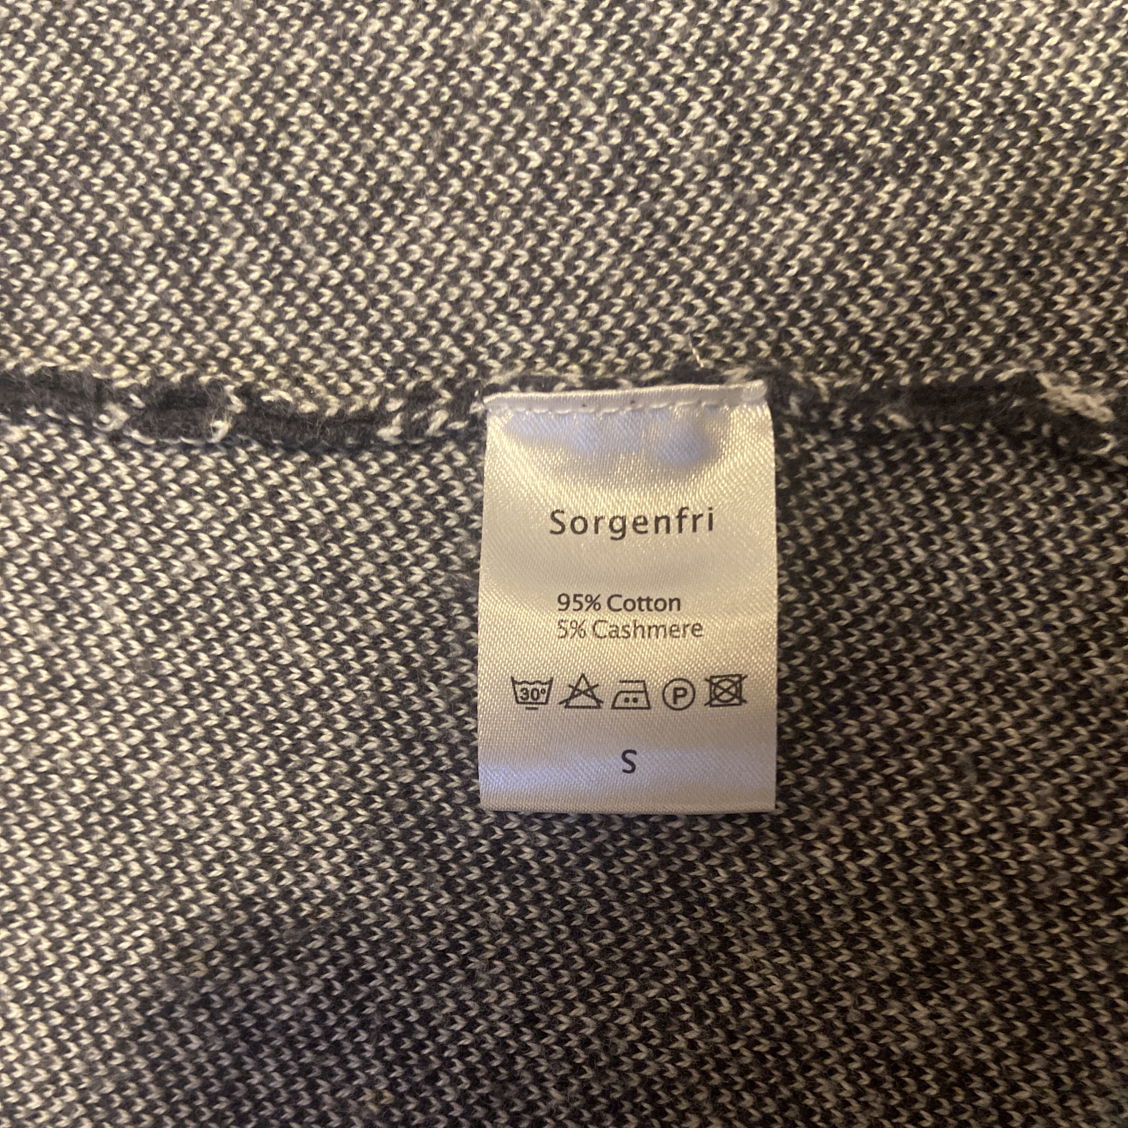 Sorgenfri
95% Cotton
5% Cashmere
30° P
S